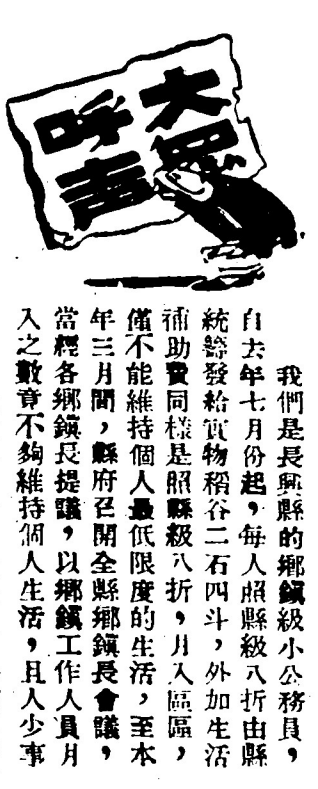 大眾
呼声
我們是長興縣的鄉鎮級小公務員，
自去年七月份起，每人照縣級八折由縣
統籌發給實物稻谷二石四斗，外加生活
補助費同樣是照縣級八折，月入區區，
僅不能維持個人最低限度的生活，至本
年三月間，縣府召開全縣鄉鎮長會議，
當經各鄉鎮長提議，以鄉鎮工作人員月
入之數竟不夠維持個人生活，且人少事